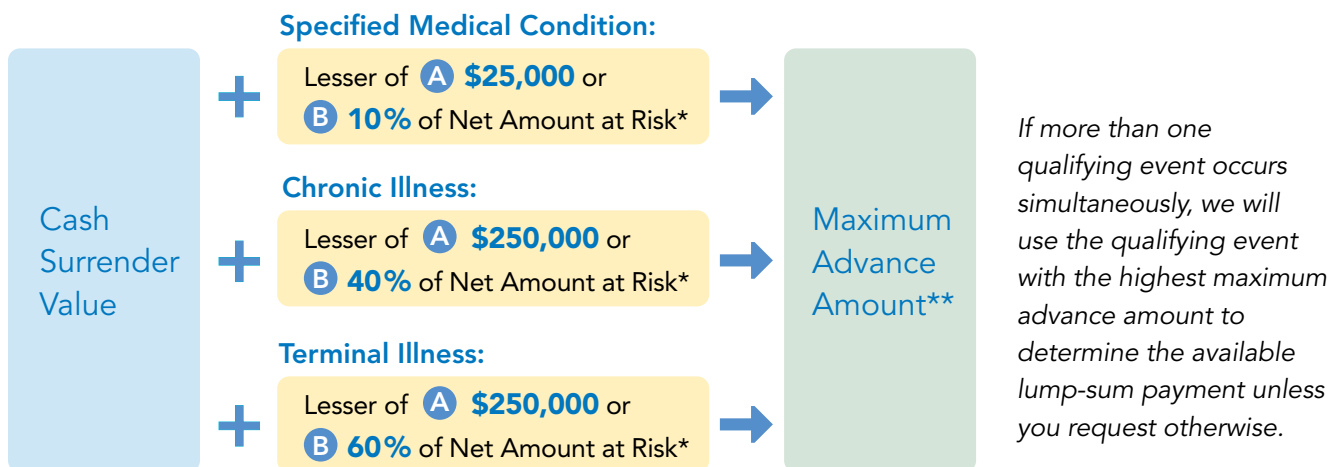 Cash
Surrender
Value
Specified Medical Condition:
Lesser of A $25,000 or
B 10% of Net Amount at Risk*
Chronic Illness:
Lesser of A $250,000 or
B 40% of Net Amount at Risk*
Terminal Illness:
Lesser of A $250,000 or
B 60% of Net Amount at Risk*
Maximum
Advance
Amount**
If more than one
qualifying event occurs
simultaneously, we will
use the qualifying event
with the highest maximum
advance amount to
determine the available
lump-sum payment unless
you request otherwise.